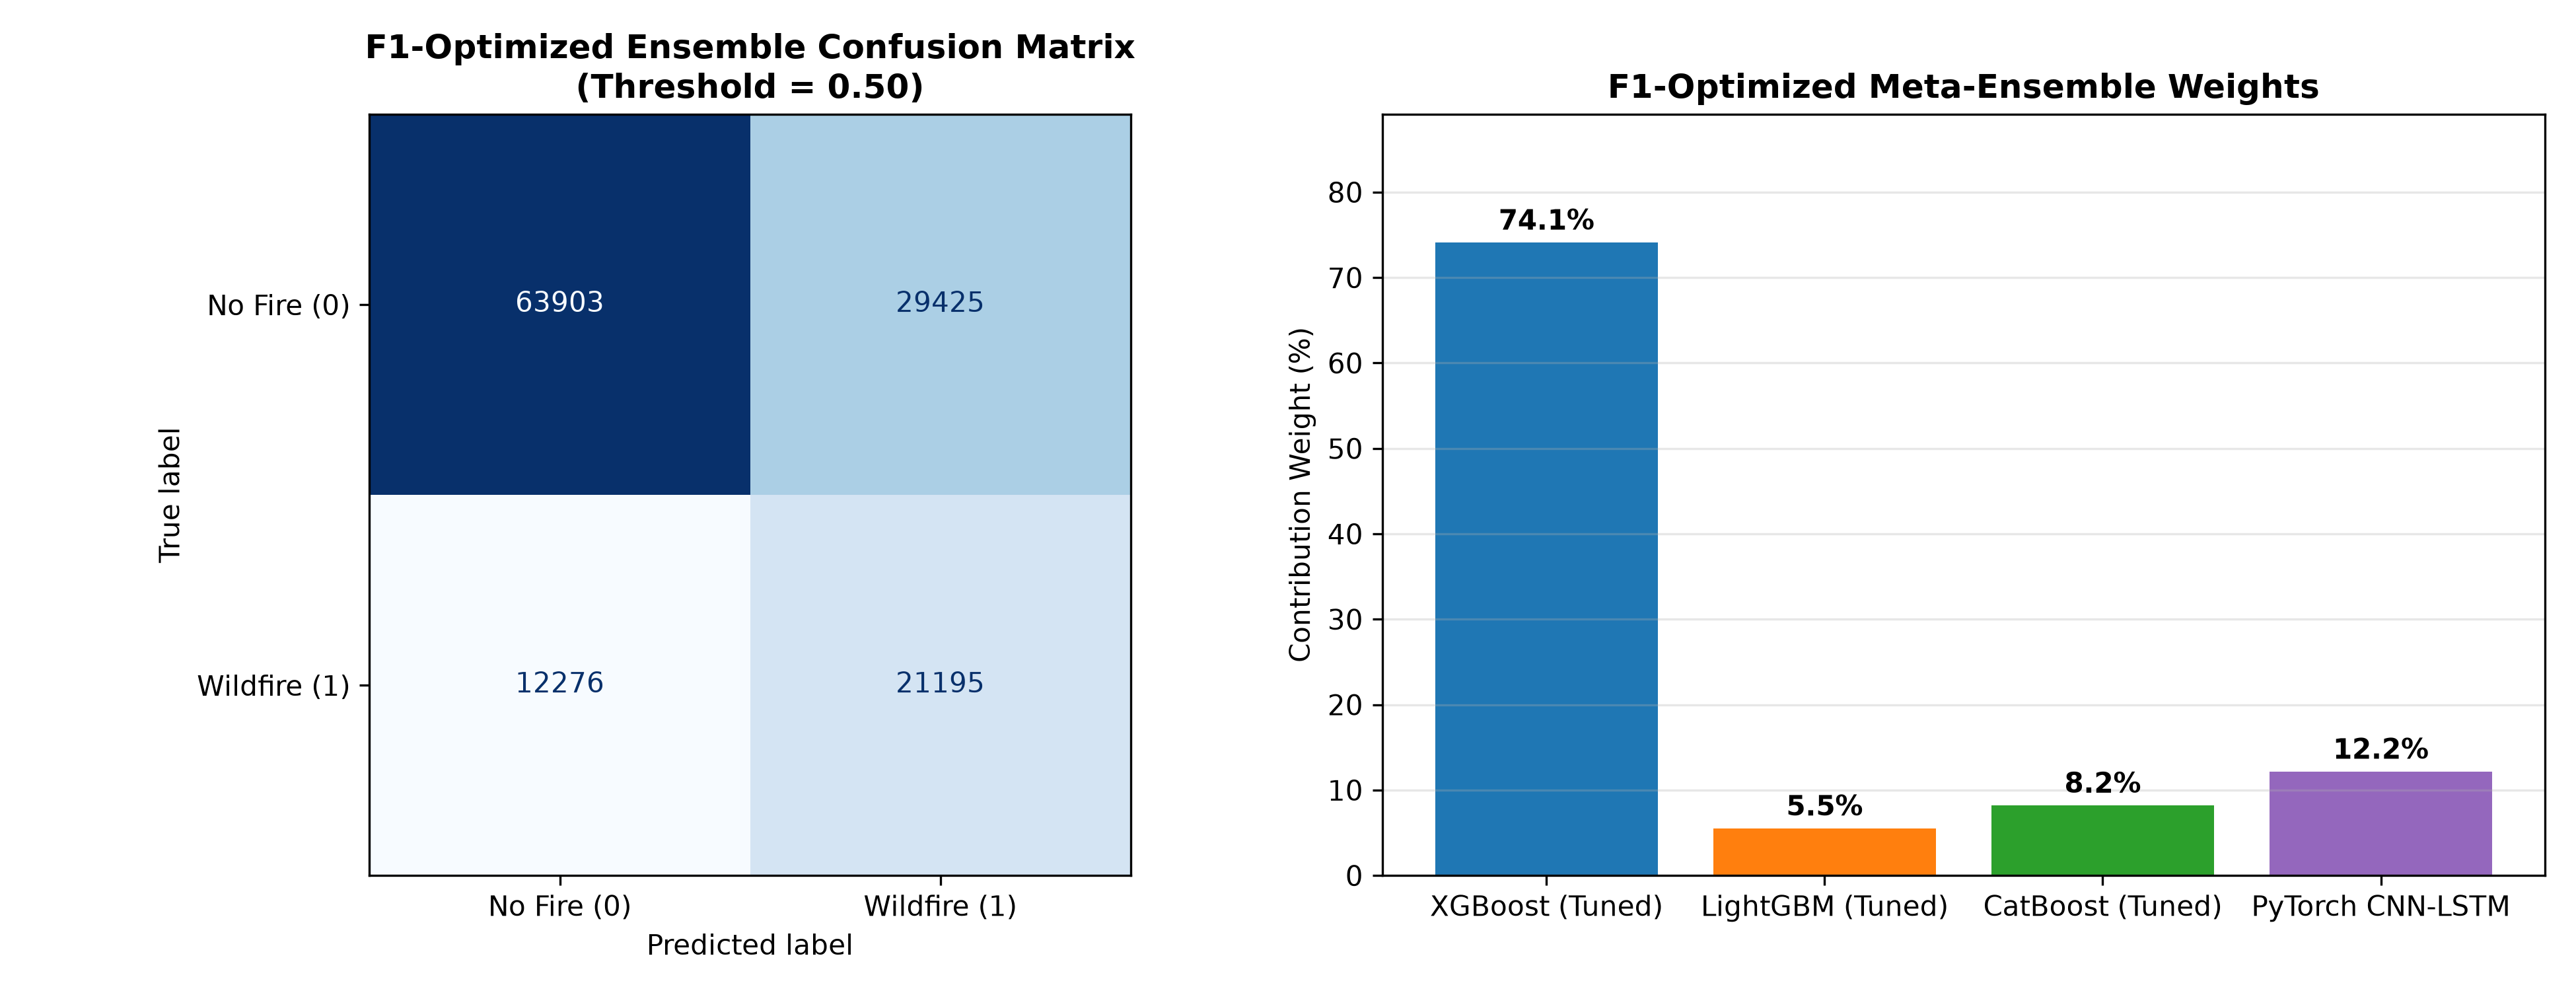 F1-Optimized Ensemble Confusion Matrix
(Threshold = 0.50)
True label
No Fire (0)
63903
29425
Wildfire (1)
12276
21195
No Fire (0)
Wildfire (1)
Predicted label
F1-Optimized Meta-Ensemble Weights
Contribution Weight (%)
80
70
60
50
40
30
20
10
0
74.1%
5.5%
8.2%
12.2%
XGBoost (Tuned)
LightGBM (Tuned)
CatBoost (Tuned)
PyTorch CNN-LSTM